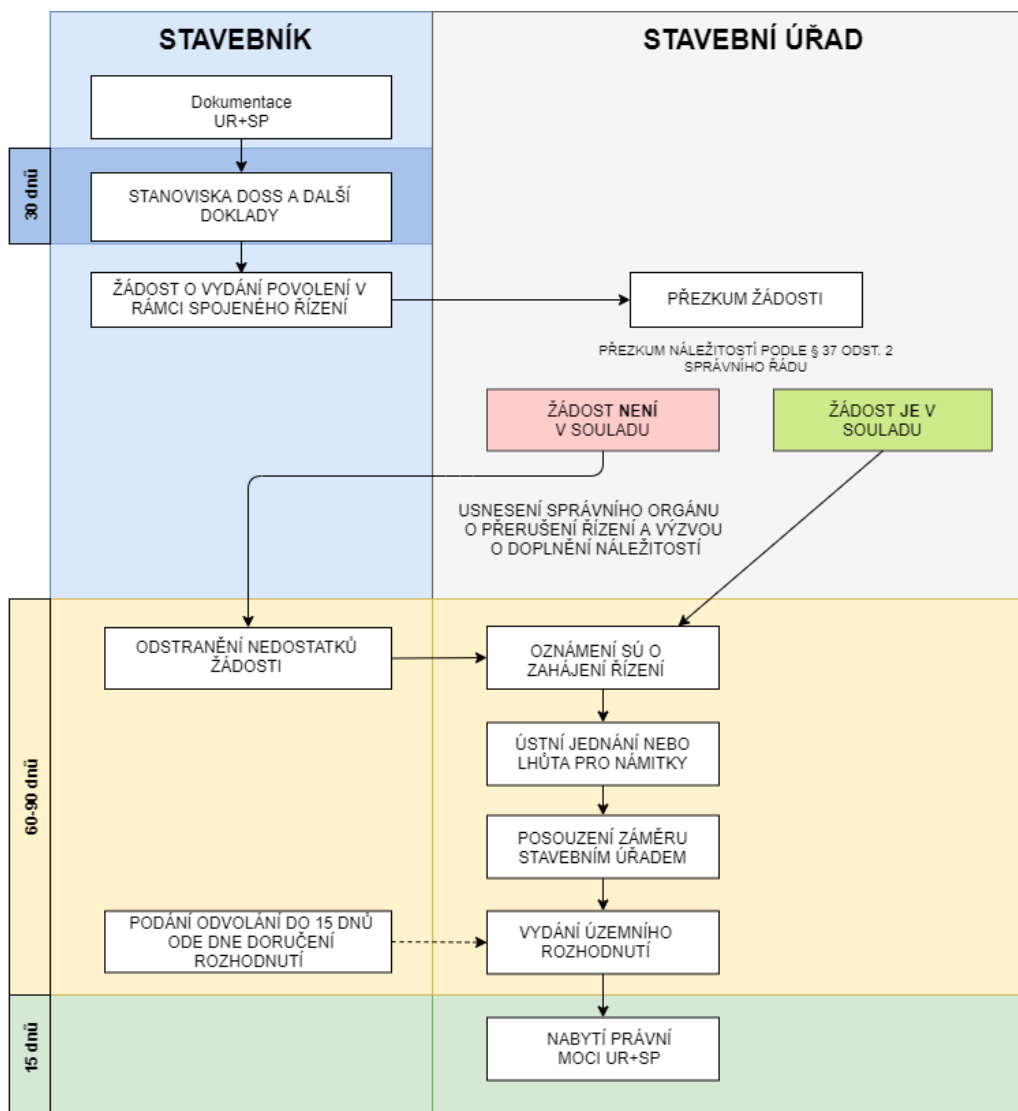 STAVEBNÍK
STAVEBNÍ ÚŘAD
Dokumentace
UR+SP
30 dnů
STANOVISKA DOSS A DALŠÍ
DOKLADY
ŽÁDOST O VYDÁNÍ POVOLENÍ V
RÁMCI SPOJENÉHO ŘÍZENÍ
PŘEZKUM ŽÁDOSTI
PŘEZKUM NÁLEŽITOSTÍ PODLE § 37 ODST. 2
SPRÁVNÍHO ŘÁDU
ŽÁDOST NENÍ
V SOULADU
ŽÁDOST JE V
SOULADU
USNESENÍ SPRÁVNÍHO ORGÁNU
O PŘERUŠENÍ ŘÍZENÍ A VÝZVOU
O DOPLNĚNÍ NÁLEŽITOSTÍ
60-90 dnů
ODSTRANĚNÍ NEDOSTATKŮ
ŽÁDOSTI
OZNÁMENÍ SÚ O
ZAHÁJENÍ ŘÍZENÍ
ÚSTNÍ JEDNÁNÍ NEBO
LHŮTA PRO NÁMITKY
POSOUZENÍ ZÁMĚRU
STAVEBNÍM ÚŘADEM
PODÁNÍ ODVOLÁNÍ DO 15 DNŮ
ODE DNE DORUČENÍ
ROZHODNUTÍ
VYDÁNÍ ÚZEMNÍHO
ROZHODNUTÍ
15 dnů
NABYTÍ PRÁVNÍ
MOCI UR+SP